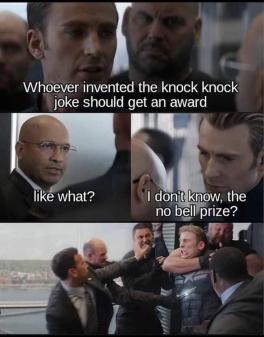 Whoever invented the knock knock
joke should get an award
like what?
I don't know, the
no bell prize?